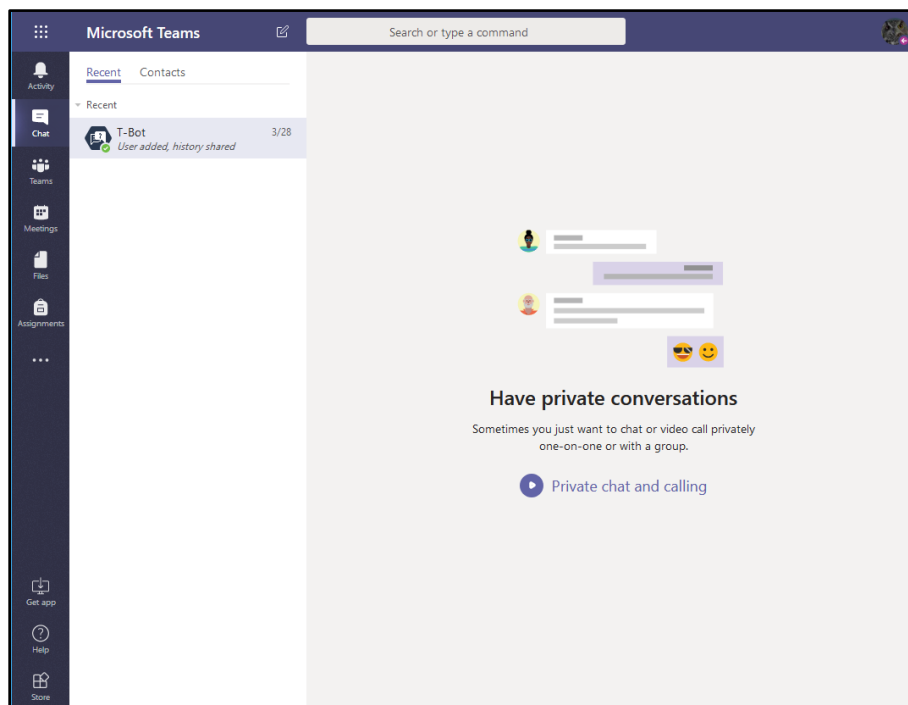 Microsoft Teams
Search or type a command
Activity
Chat
Teams
Meetings
Files
Assignments
Get app
Help
Store
Recent Contacts
Recent
T-Bot 3/28
User added, history shared
Have private conversations
Sometimes you just want to chat or video call privately
one-on-one or with a group.
Private chat and calling